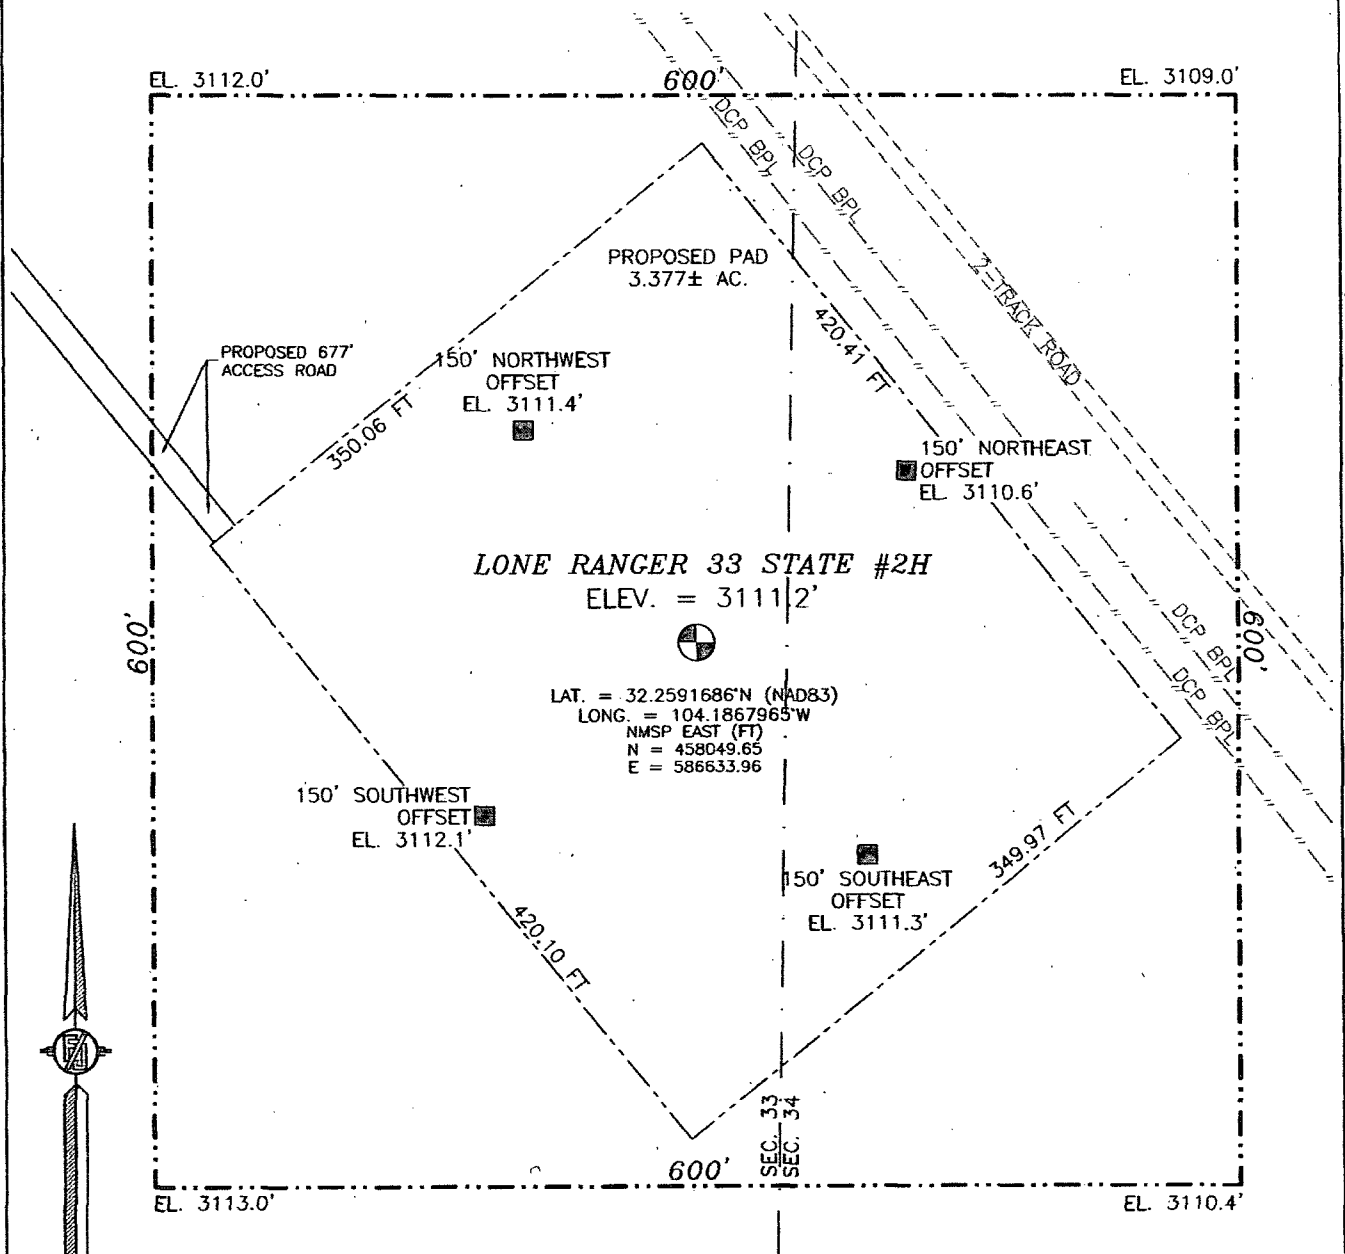 EL. 3112.0'
600'
EL. 3109.0'
DCP BPL
DCP BPL
PROPOSED PAD
3.377± AC.
2-TRACK ROAD
420.41 FT
PROPOSED 677'
ACCESS ROAD
150' NORTHWEST
OFFSET
EL. 3111.4'
350.06 FT
150' NORTHEAST
OFFSET
EL. 3110.6'
LONE RANGER 33 STATE #2H
ELEV. = 3111.2'
600'
600'
DCP BPL
DCP BPL
LAT. = 32.2591686°N (NAD83)
LONG. = 104.1867965°W
NMSP EAST (FT)
N = 458049.65
E = 586633.96
150' SOUTHWEST
OFFSET
EL. 3112.1'
349.97 FT
150' SOUTHEAST
OFFSET
EL. 3111.3'
420.10 FT
SEC. 33
SEC. 34
600'
EL. 3113.0'
EL. 3110.4'